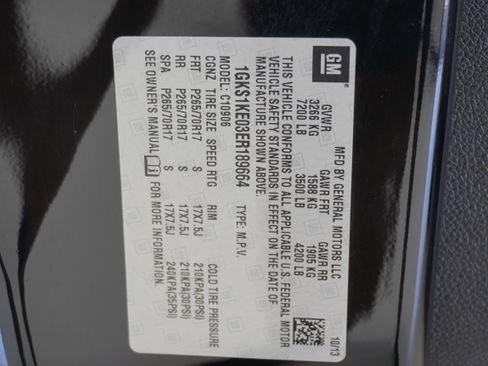 GM
MFD BY GENERAL MOTORS LLC 10/13
GVWR GAWR FRT GAWR RR
3266 KG 1588 KG 1905 KG
7200 LB 3500 LB 4200 LB
THIS VEHICLE CONFORMS TO ALL APPLICABLE U.S. FEDERAL MOTOR
VEHICLE SAFETY STANDARDS IN EFFECT ON THE DATE OF
MANUFACTURE SHOWN ABOVE.
1GKS1KE03ER189664 TYPE: M.P.V.
MODEL: C10906
CGNZ TIRE SIZE SPEED RTG RIM COLD TIRE PRESSURE
FRT P265/70R17 S 17X7.5J 210KPA(30PSI)
RR P265/70R17 S 17X7.5J 210KPA(30PSI)
SPA P265/70R17 S 17X7.5J 240KPA(35PSI)
SEE OWNER'S MANUAL FOR MORE INFORMATION.